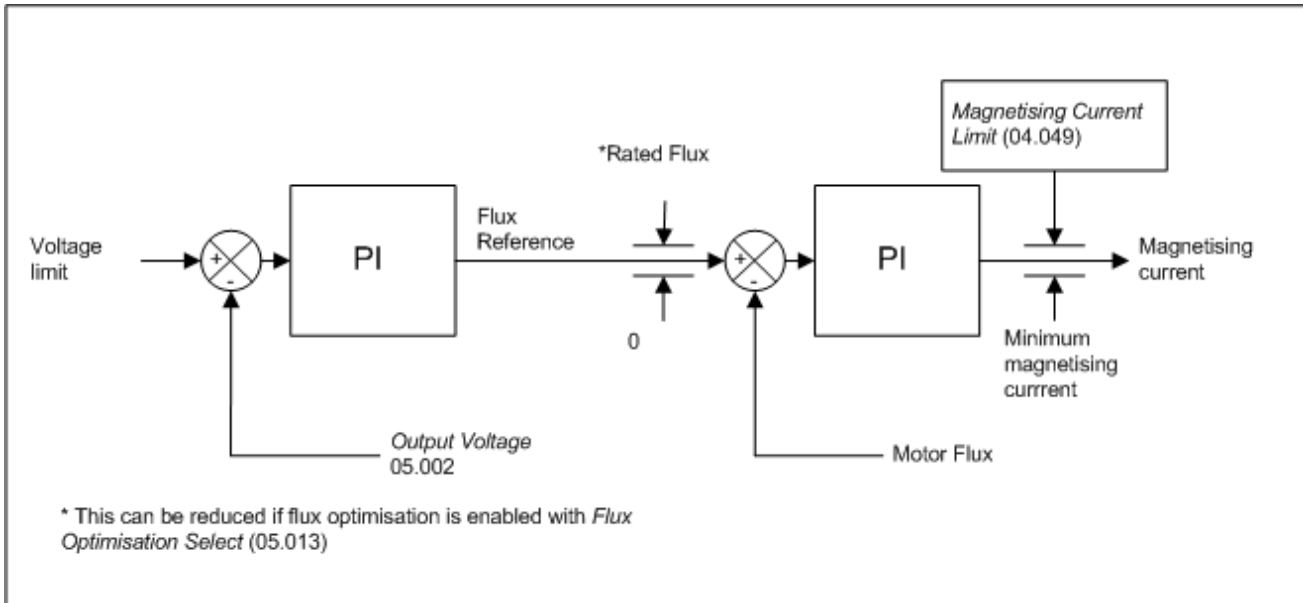 Magnetising Current
Limit (04.049)
*Rated Flux
Voltage
limit
+
-
PI
Flux
Reference
0
+
-
PI
Magnetising
current
Minimum
magnetising
currrent
Output Voltage
05.002
Motor Flux
* This can be reduced if flux optimisation is enabled with Flux
Optimisation Select (05.013)